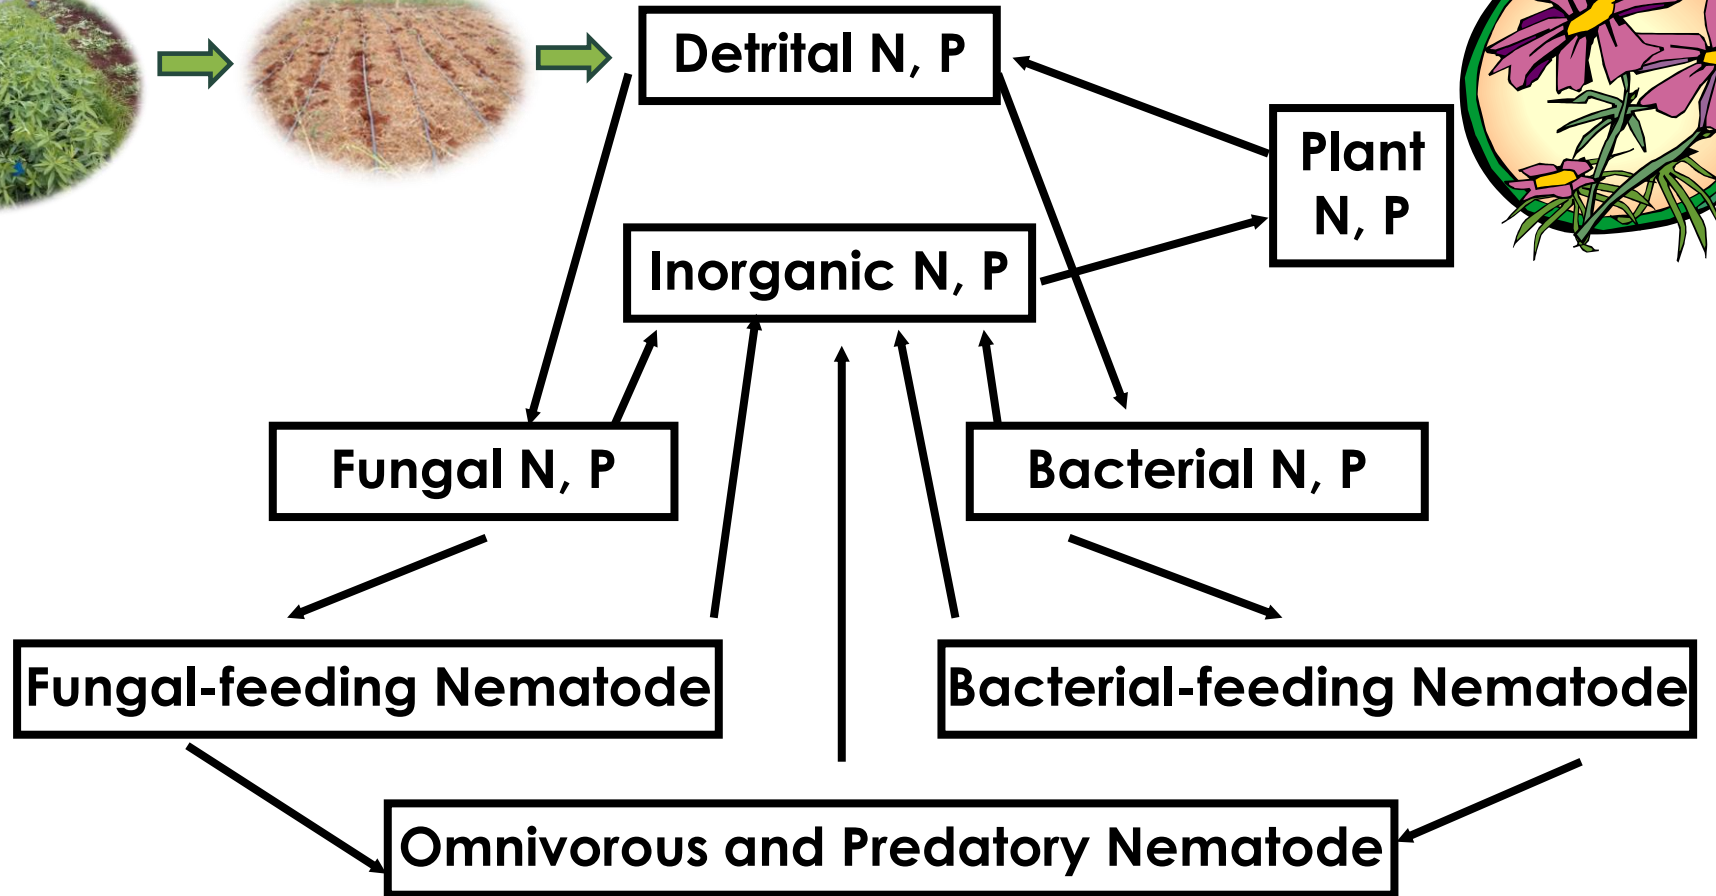 Detrital N, P
Plant
N, P
Inorganic N, P
Fungal N, P
Bacterial N, P
Fungal-feeding Nematode
Bacterial-feeding Nematode
Omnivorous and Predatory Nematode